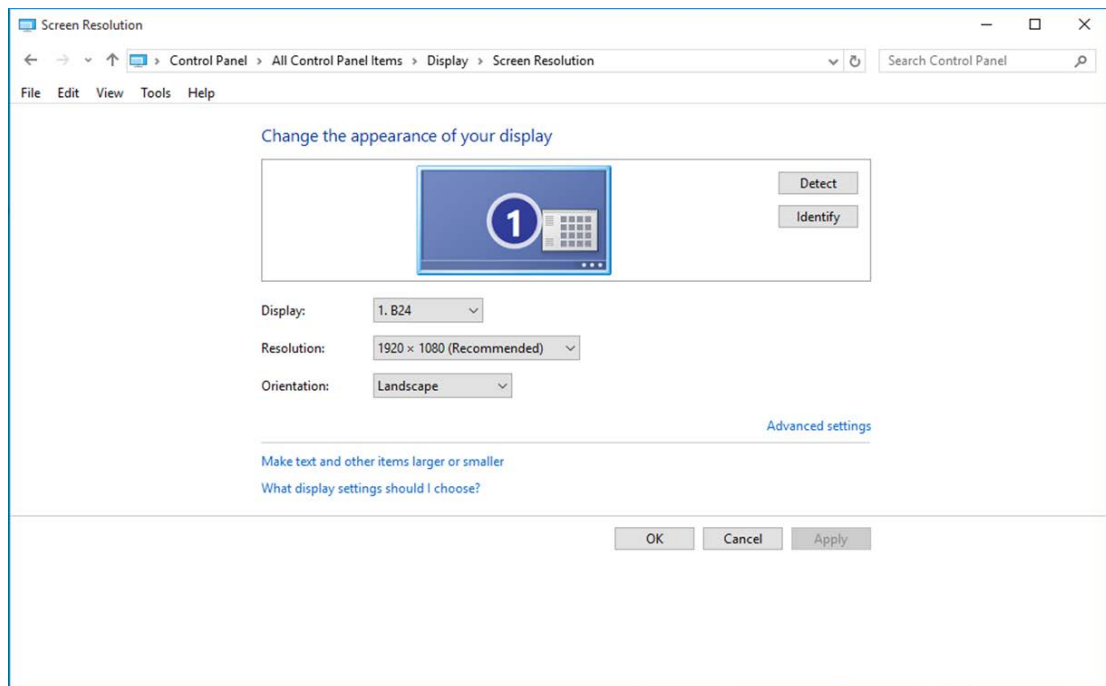 Screen Resolution
Control Panel > All Control Panel Items > Display > Screen Resolution
Search Control Panel
File Edit View Tools Help
Change the appearance of your display
1
Detect
Identify
Display: 1. B24
Resolution: 1920 × 1080 (Recommended)
Orientation: Landscape
Advanced settings
Make text and other items larger or smaller
What display settings should I choose?
OK Cancel Apply